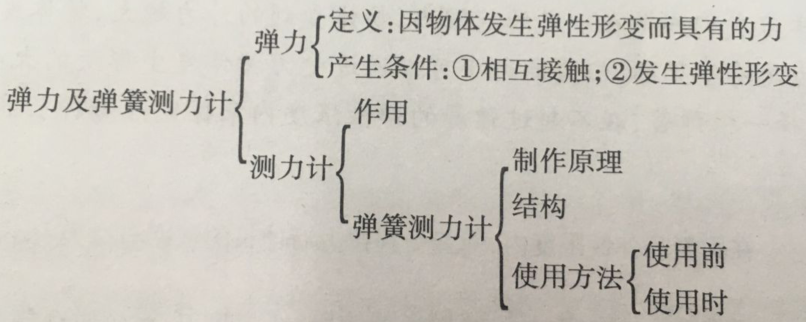 定义:因物体发生弹性形变而具有的力
弹力
产生条件:①相互接触;②发生弹性形变
弹力及弹簧测力计
作用
测力计
制作原理
结构
弹簧测力计
使用方法
使用前
使用时